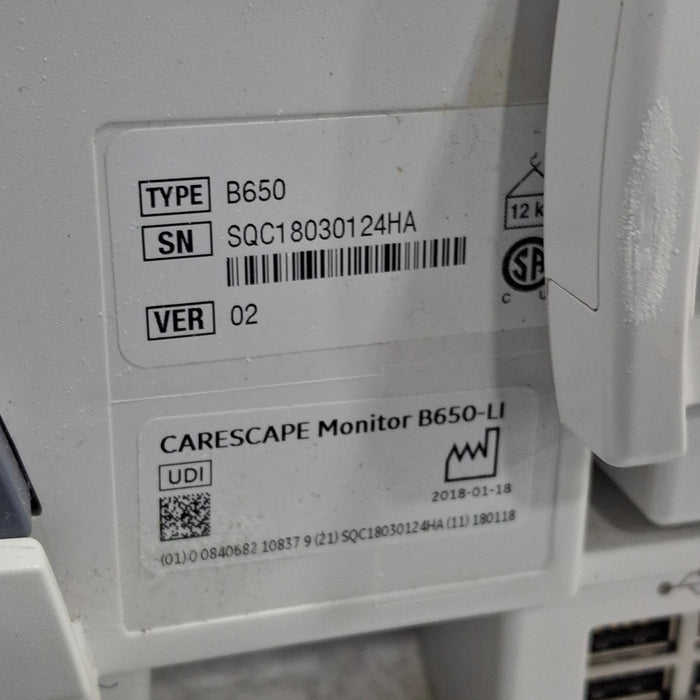 TYPE B650
SN SQC18030124HA
VER 02
12 k
SA
C U
CARESCAPE Monitor B650-LI
UDI
2018-01-18
(01) 0 0840682 10837 9 (21) SQC18030124HA (11) 180118